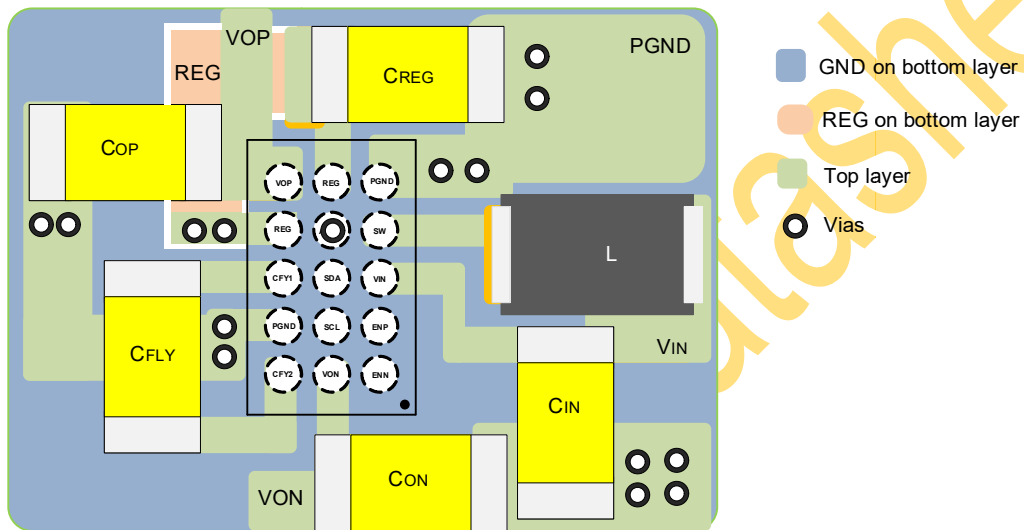 VOP
PGND
REG
CREG
COP
VOP REG PGND
REG SW
CFY1 SDA VIN
PGND SCL ENP
CFY2 VON ENN
L
CFLY
VIN
CIN
CON
VON
GND on bottom layer
REG on bottom layer
Top layer
Vias